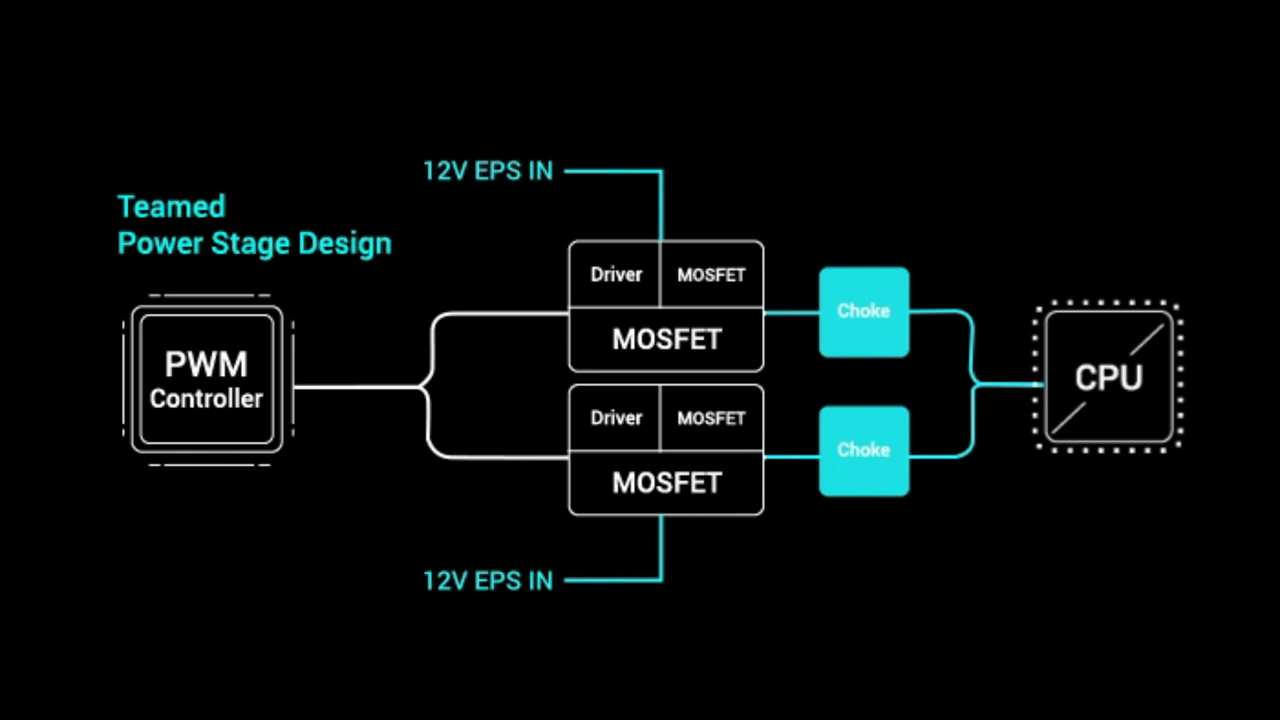 12V EPS IN
Teamed
Power Stage Design
PWM
Controller
Driver
MOSFET
MOSFET
Choke
Driver
MOSFET
MOSFET
Choke
CPU
12V EPS IN